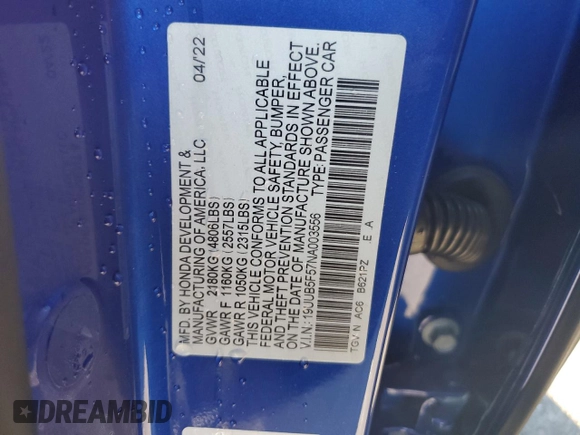 MFD. BY HONDA DEVELOPMENT &
MANUFACTURING OF AMERICA, LLC 04/22
GVWR 2180KG (4806LBS)
GAWR F 1160KG (2557LBS)
GAWR R 1050KG (2315LBS)
THIS VEHICLE CONFORMS TO ALL APPLICABLE
FEDERAL MOTOR VEHICLE SAFETY, BUMPER,
AND THEFT PREVENTION STANDARDS IN EFFECT
ON THE DATE OF MANUFACTURE SHOWN ABOVE.
V.I.N.: 19UUB5F57NA003556 TYPE: PASSENGER CAR
TGV N AC6 B621PZ E A
DREAMBID